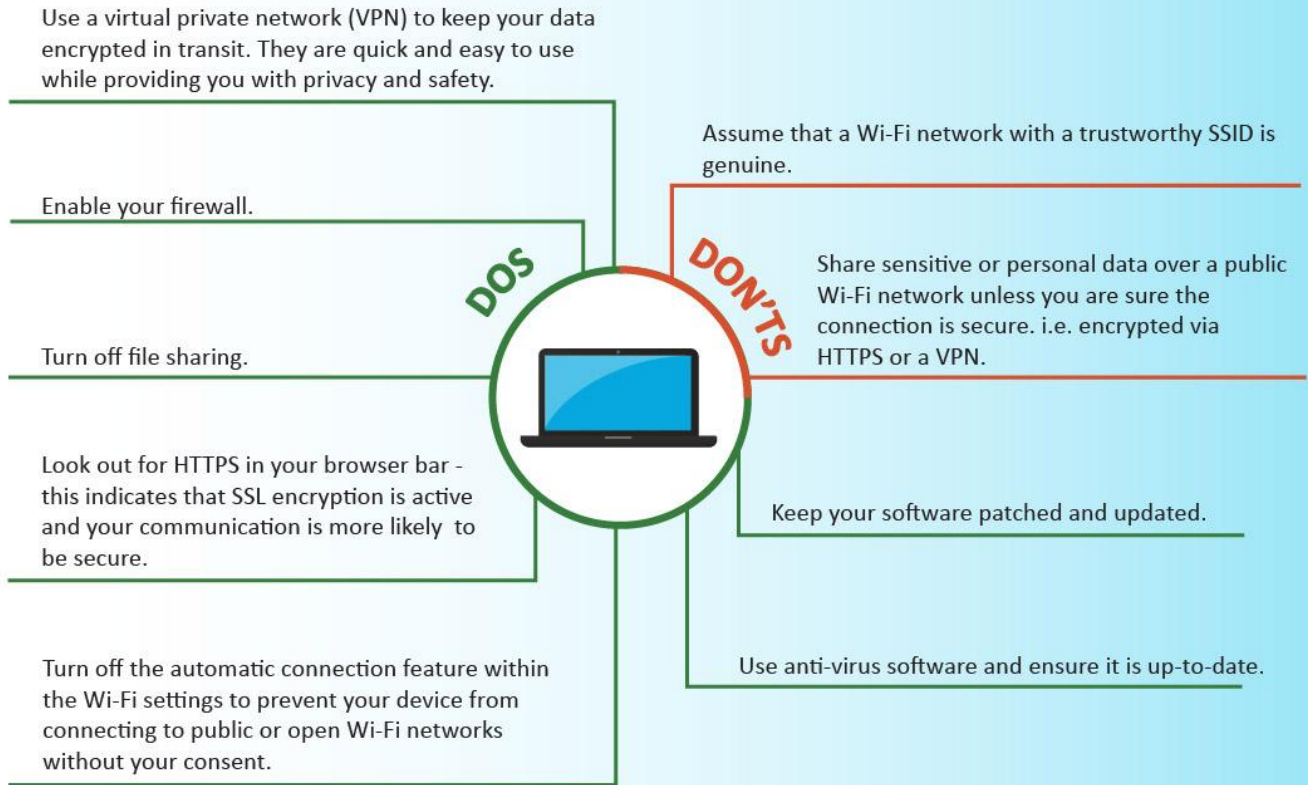 Use a virtual private network (VPN) to keep your data
encrypted in transit. They are quick and easy to use
while providing you with privacy and safety.
Enable your firewall.
Turn off file sharing.
Look out for HTTPS in your browser bar -
this indicates that SSL encryption is active
and your communication is more likely to
be secure.
Turn off the automatic connection feature within
the Wi-Fi settings to prevent your device from
connecting to public or open Wi-Fi networks
without your consent.
DOS
DON'TS
Assume that a Wi-Fi network with a trustworthy SSID is
genuine.
Share sensitive or personal data over a public
Wi-Fi network unless you are sure the
connection is secure. i.e. encrypted via
HTTPS or a VPN.
Keep your software patched and updated.
Use anti-virus software and ensure it is up-to-date.